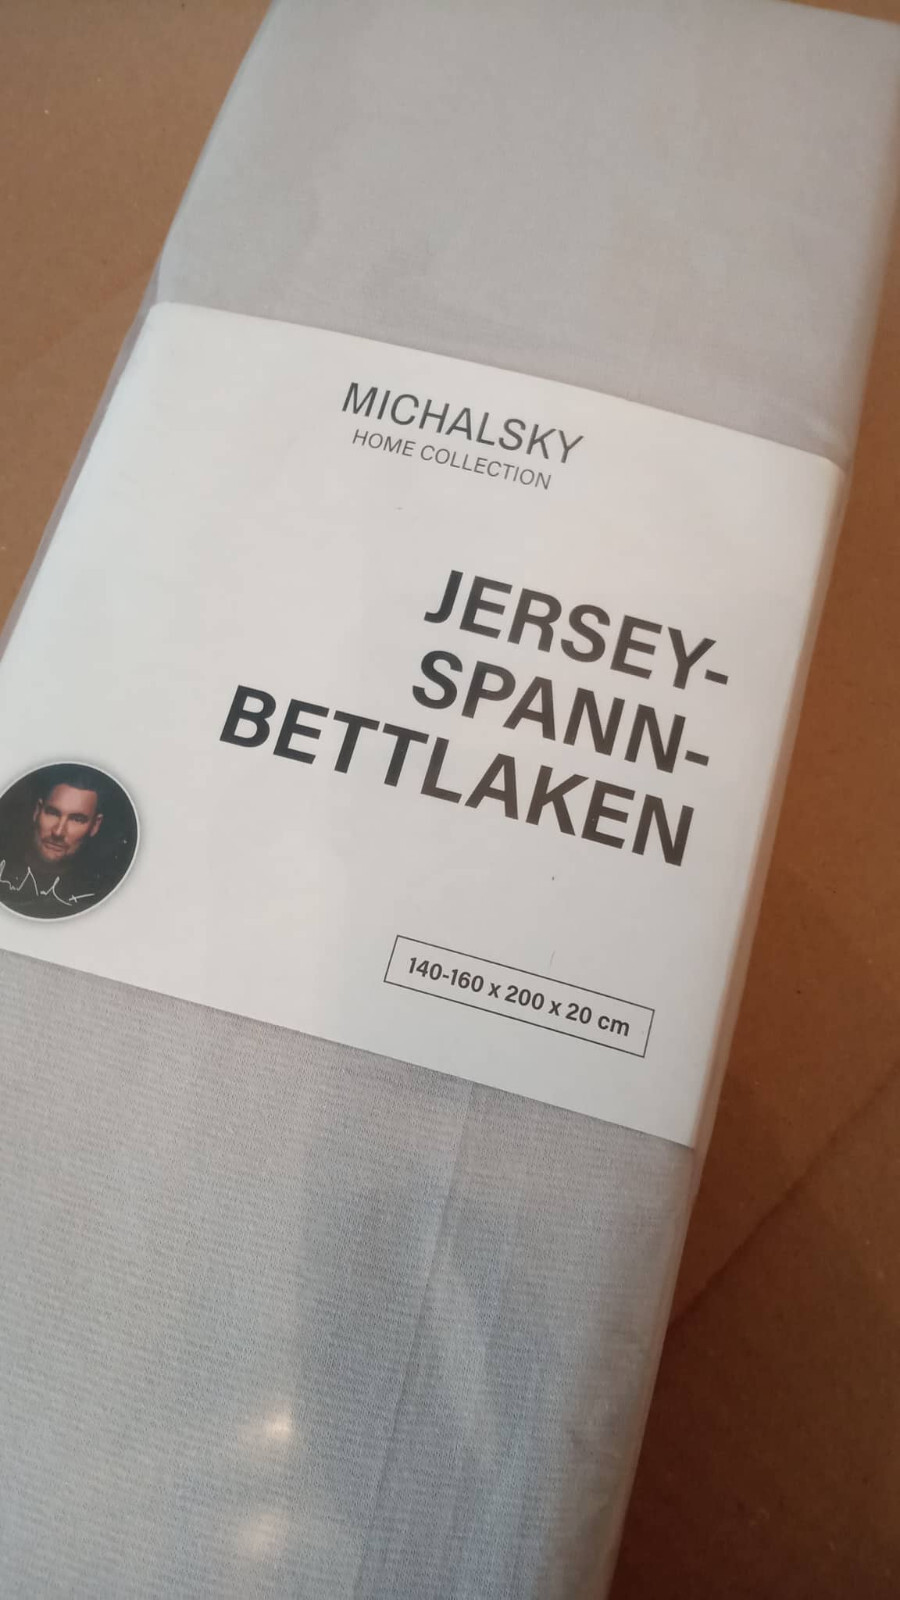 MICHALSKY
HOME COLLECTION
JERSEY-
SPANN-
BETTLAKEN
140-160 x 200 x 20 cm